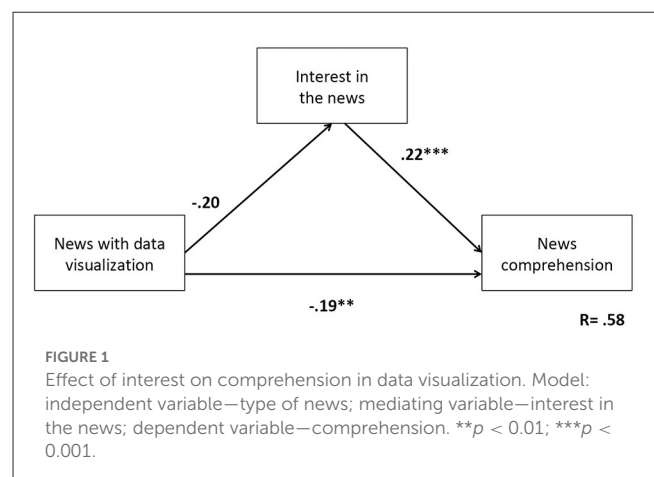 Interest in
the news
.22***
-.20
News with data
visualization
News
comprehension
-.19**
R= .58
FIGURE 1
Effect of interest on comprehension in data visualization. Model:
independent variable—type of news; mediating variable—interest in
the news; dependent variable—comprehension. **p < 0.01; ***p <
0.001.